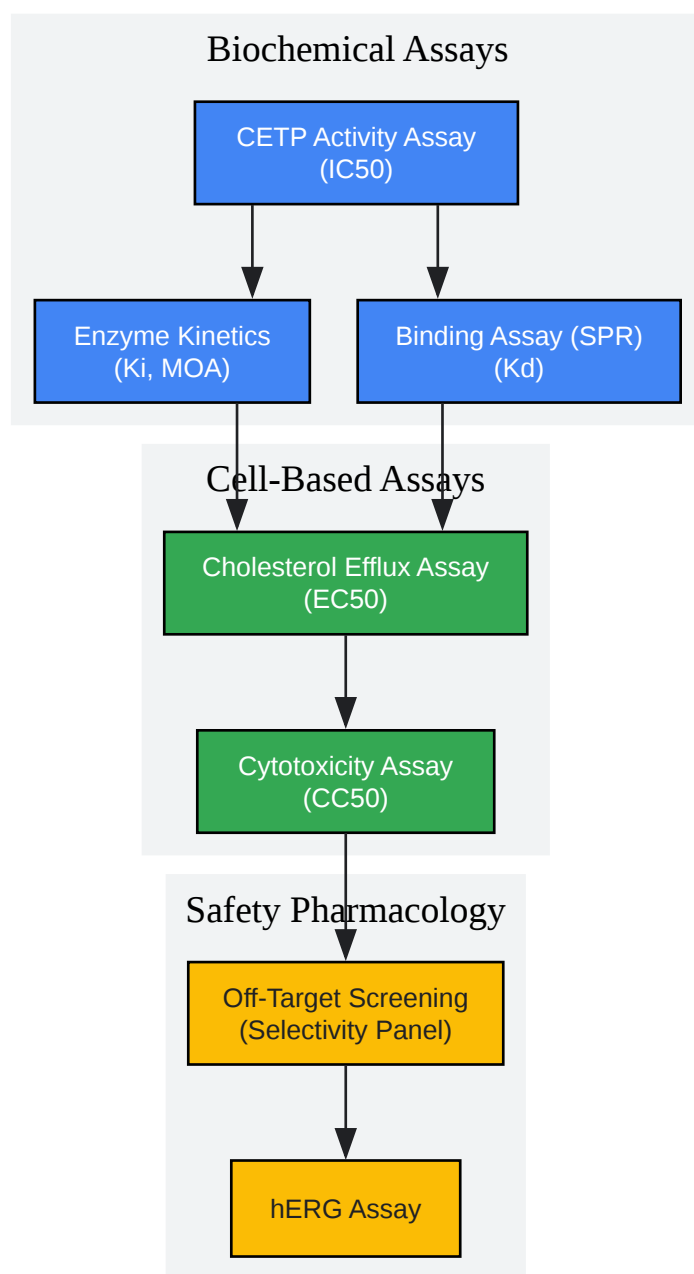 Biochemical Assays
CETP Activity Assay
(IC50)
Enzyme Kinetics
(Ki, MOA)
Binding Assay (SPR)
(Kd)
Cell-Based Assays
Cholesterol Efflux Assay
(EC50)
Cytotoxicity Assay
(CC50)
Safety Pharmacology
Off-Target Screening
(Selectivity Panel)
hERG Assay